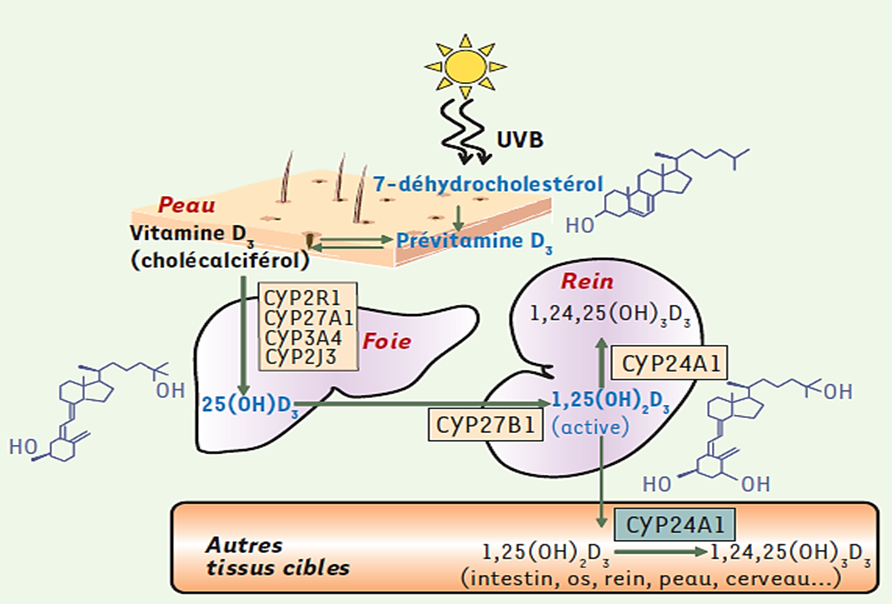 UVB
7-déhydrocholestérol
HO
Peau
Vitamine D3
(cholécalciférol)
Prévitamine D3
CYP2R1
CYP27A1
CYP3A4
CYP2J3
Foie
Rein
1,24,25(OH)3D3
CYP24A1
OH
HO
25(OH)D3
CYP27B1
1,25(OH)2D3
(active)
OH
HO
OH
Autres
tissus cibles
CYP24A1
1,25(OH)2D3
1,24,25(OH)3D3
(intestin, os, rein, peau, cerveau...)